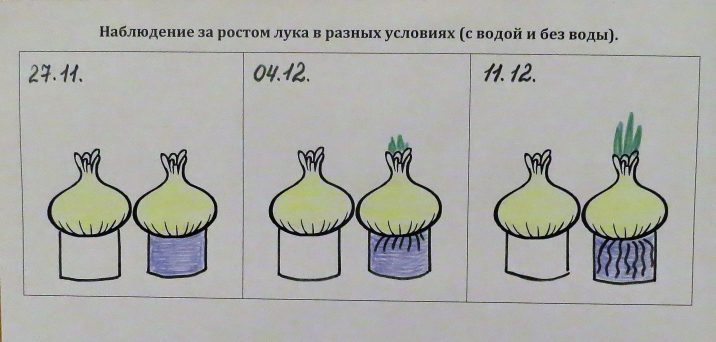 Наблюдение за ростом лука в разных условиях (с водой и без воды).
27.11.
04.12.
11.12.